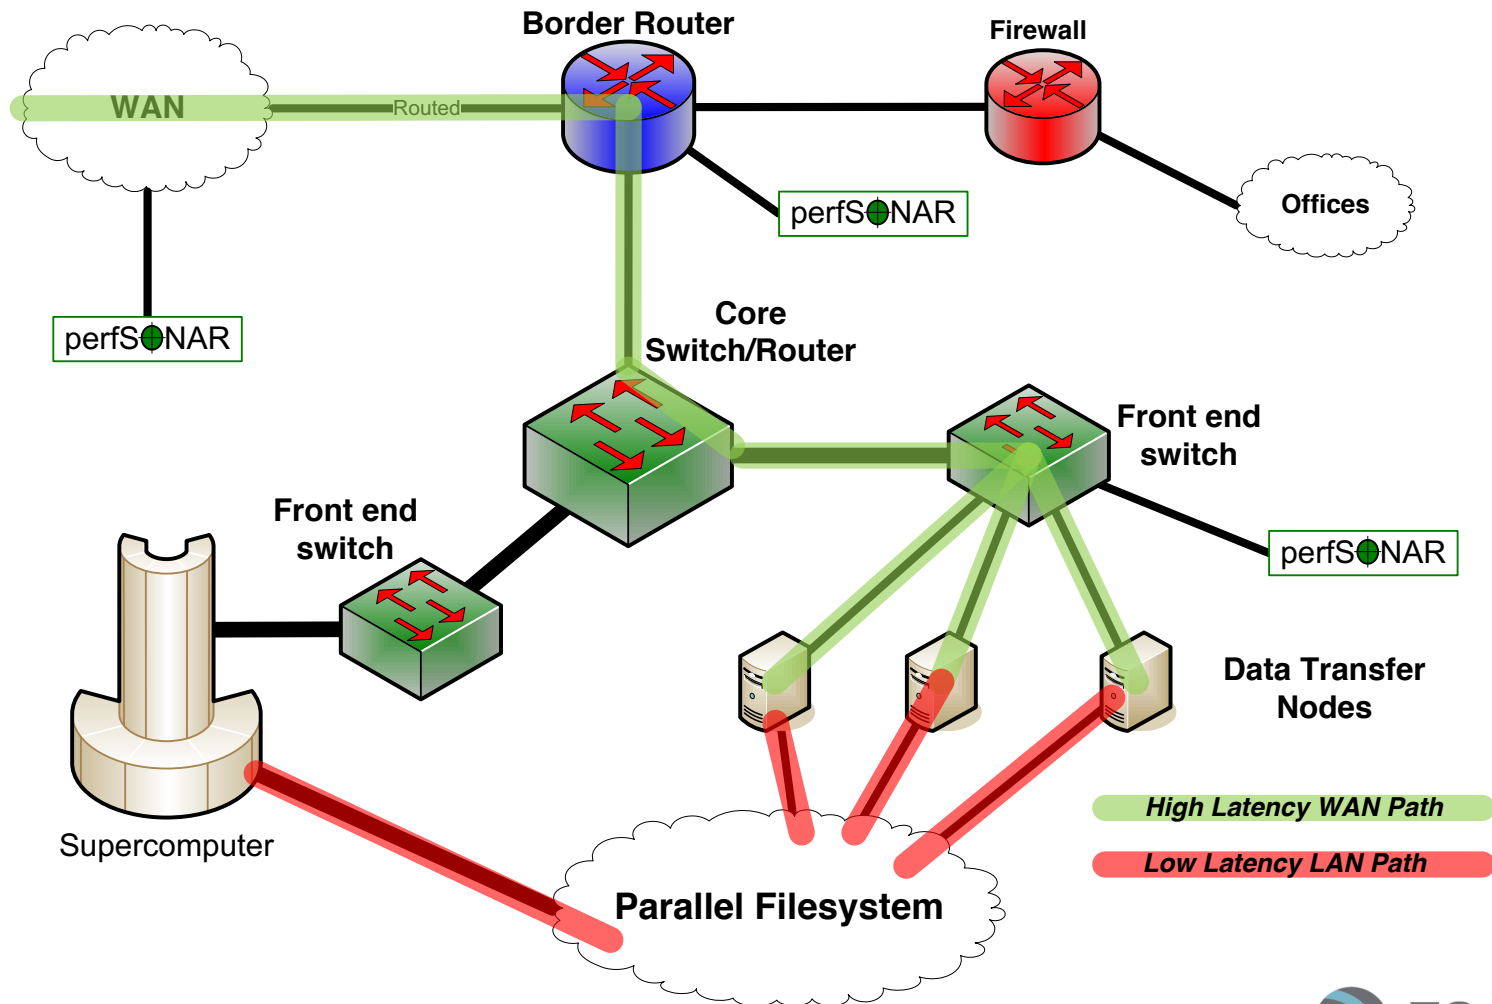 Border Router
Firewall
WAN
Routed
perfSONAR
Offices
perfSONAR
Core
Switch/Router
Front end
switch
Front end
switch
perfSONAR
Data Transfer
Nodes
High Latency WAN Path
Supercomputer
Low Latency LAN Path
Parallel Filesystem